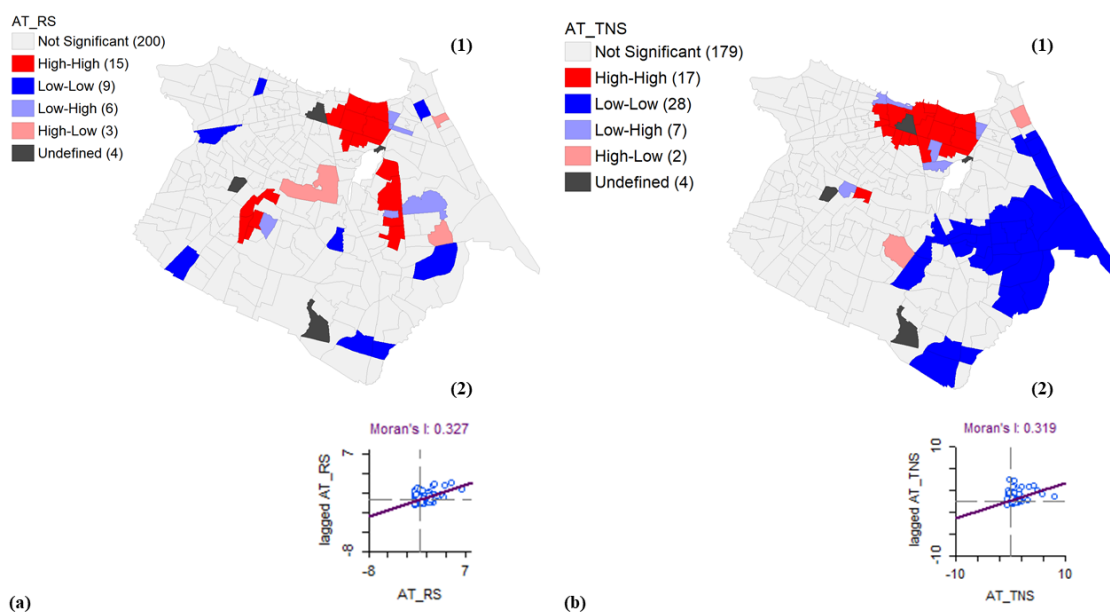 AT_RS
Not Significant (200)
High-High (15)
Low-Low (9)
Low-High (6)
High-Low (3)
Undefined (4)
(1)
(2)
Moran's I: 0.327
7
lagged AT_RS
-8
-8
7
AT_RS
(a)
AT_TNS
Not Significant (179)
High-High (17)
Low-Low (28)
Low-High (7)
High-Low (2)
Undefined (4)
(1)
(2)
Moran's I: 0.319
10
lagged AT_TNS
-10
-10
10
AT_TNS
(b)